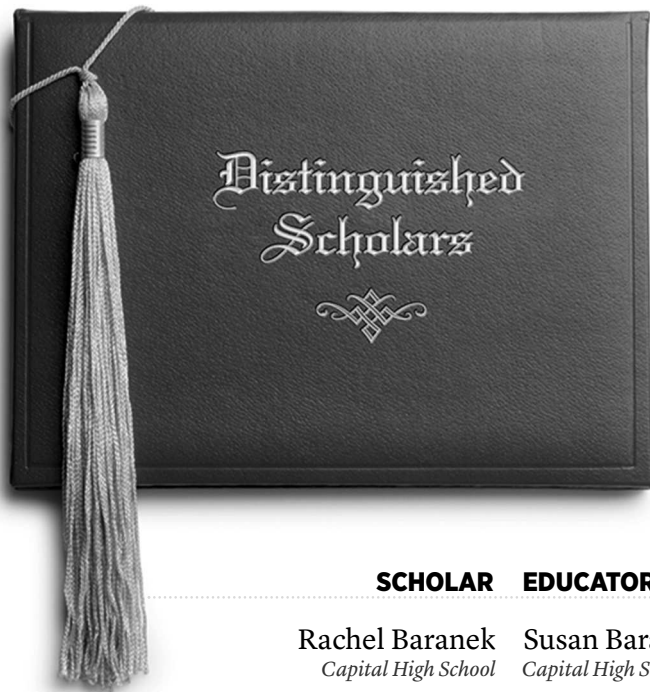 Distinguished
Scholars
SCHOLAR EDUCATOR
Rachel Baranek Susan
Capital High School Capital High